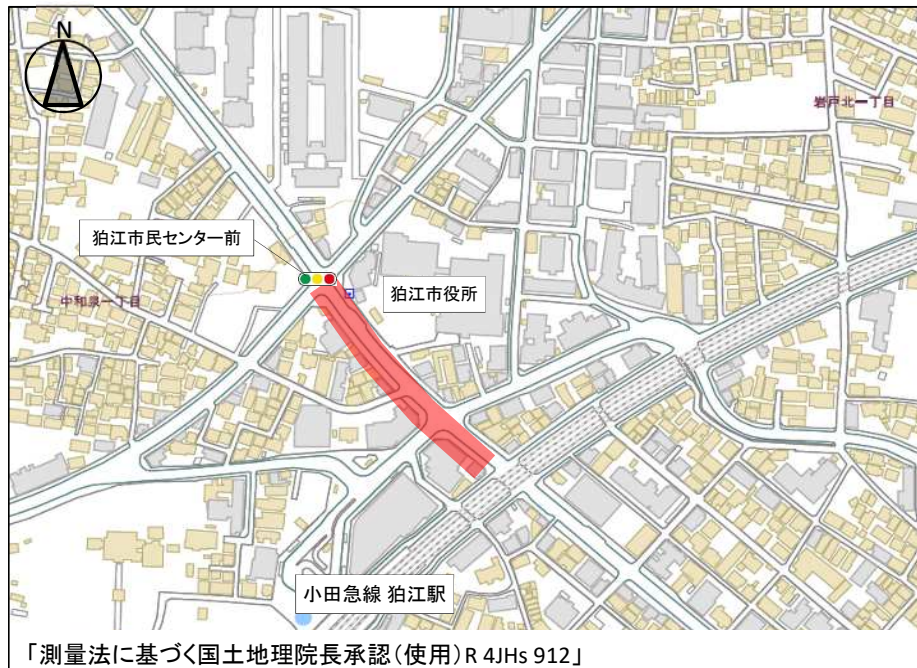 N
岩戸北一丁目
狛江市民センター前
狛江市役所
中和泉一丁目
小田急線 狛江駅
「測量法に基づく国土地理院長承認(使用)R 4JHs 912」